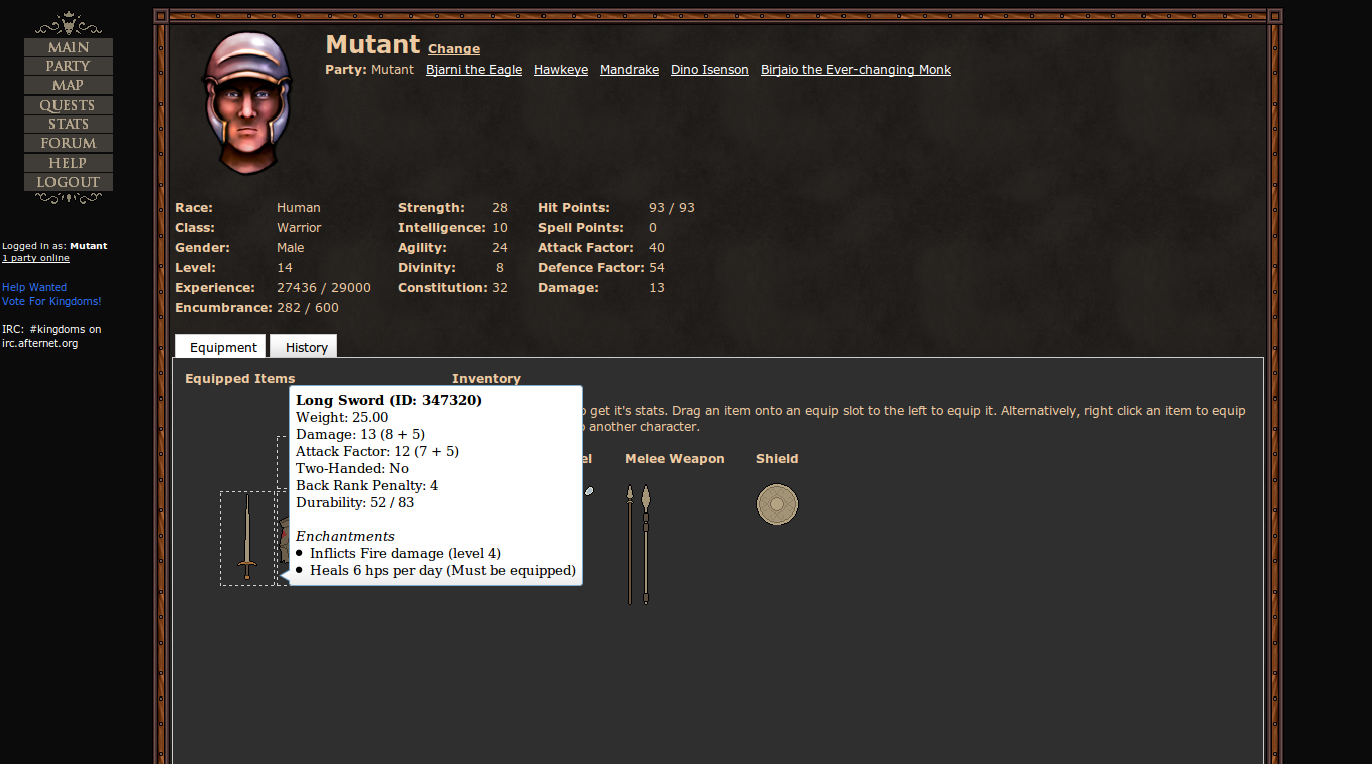 MAIN
PARTY
MAP
QUESTS
STATS
FORUM
HELP
LOGOUT
Logged in as: Mutant
1 party online
Help Wanted
Vote For Kingdoms!
IRC: #kingdoms on
irc.afternet.org
Mutant Change
Party: Mutant Bjarni the Eagle Hawkeye Mandrake Dino Isenson Birjaio the Ever-changing Monk
Race: Human Strength: 28 Hit Points: 93 / 93
Class: Warrior Intelligence: 10 Spell Points: 0
Gender: Male Agility: 24 Attack Factor: 40
Level: 14 Divinity: 8 Defence Factor: 54
Experience: 27436 / 29000 Constitution: 32 Damage: 13
Encumbrance: 282 / 600
Equipment History
Equipped Items Inventory
get it's stats. Drag an item onto an equip slot to the left to equip it. Alternatively, right click an item to equip
another character.
Melee Weapon Shield
Long Sword (ID: 347320)
Weight: 25.00
Damage: 13 (8 + 5)
Attack Factor: 12 (7 + 5)
Two-Handed: No
Back Rank Penalty: 4
Durability: 52 / 83
Enchantments
• Inflicts Fire damage (level 4)
• Heals 6 hps per day (Must be equipped)